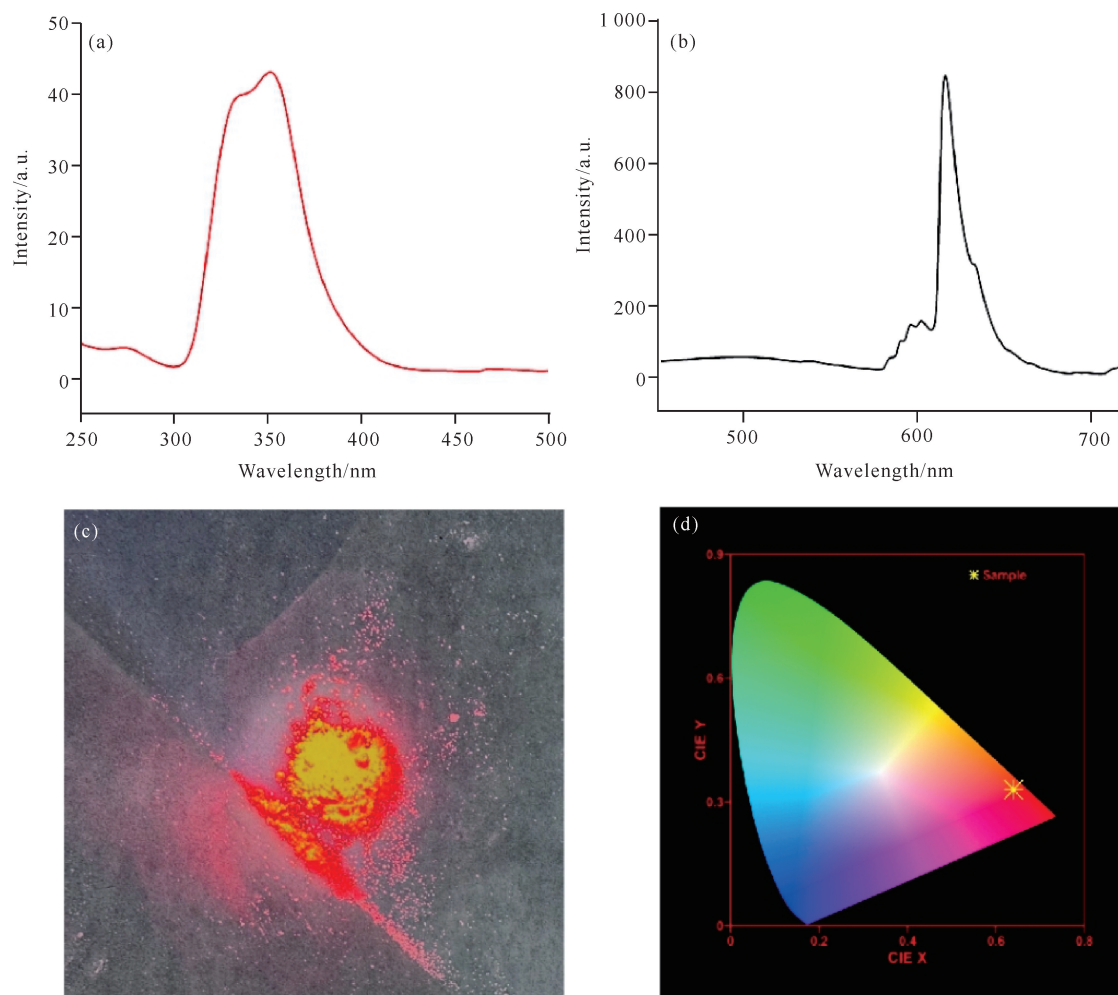 (a)
50
40
30
20
10
0
Intensity/a.u.
250 300 350 400 450 500
Wavelength/nm
(b)
1 000
800
600
400
200
0
Intensity/a.u.
500 600 700
Wavelength/nm
(c)
(d)
0.9
Sample
0.6
CIE Y
0.3
0
0 0.2 0.4 0.6 0.8
CIE X